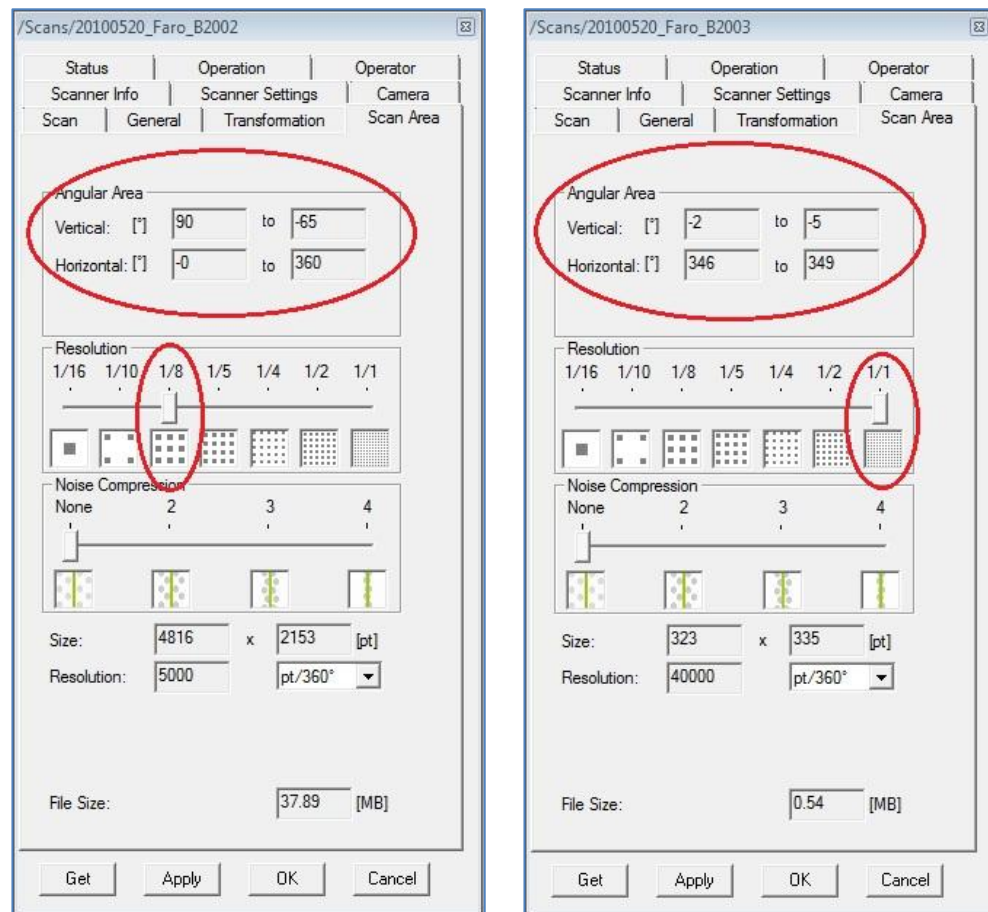 /Scans/20100520_Faro_B2002
Status Operation Operator
Scanner Info Scanner Settings Camera
Scan General Transformation Scan Area
Angular Area
Vertical: [°] 90 to -65
Horizontal: [°] -0 to 360
Resolution
1/16 1/10 1/8 1/5 1/4 1/2 1/1
Noise Compression
None 2 3 4
Size: 4816 x 2153 [pt]
Resolution: 5000 pt/360°
File Size: 37.89 [MB]
Get Apply OK Cancel
/Scans/20100520_Faro_B2003
Status Operation Operator
Scanner Info Scanner Settings Camera
Scan General Transformation Scan Area
Angular Area
Vertical: [°] -2 to -5
Horizontal: [°] 346 to 349
Resolution
1/16 1/10 1/8 1/5 1/4 1/2 1/1
Noise Compression
None 2 3 4
Size: 323 x 335 [pt]
Resolution: 40000 pt/360°
File Size: 0.54 [MB]
Get Apply OK Cancel